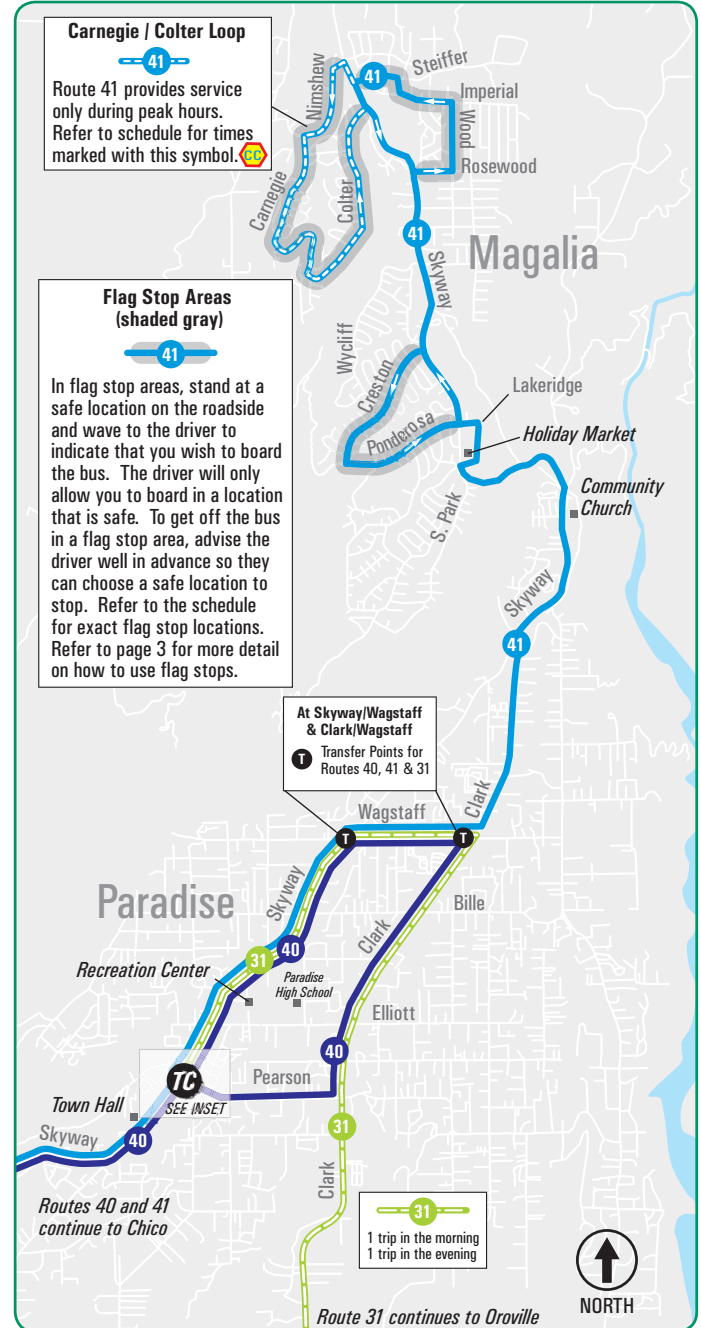 Carnegie / Colter Loop
41
Route 41 provides service
only during peak hours.
Refer to schedule for times
marked with this symbol.
CC
Nimshew
41
Steiffer
Imperial
Wood
Rosewood
Carnegie
Colter
41
Skyway
Magalia
Flag Stop Areas
(shaded gray)
41
In flag stop areas, stand at a
safe location on the roadside
and wave to the driver to
indicate that you wish to board
the bus. The driver will only
allow you to board in a location
that is safe. To get off the bus
in a flag stop area, advise the
driver well in advance so they
can choose a safe location to
stop. Refer to the schedule
for exact flag stop locations.
Refer to page 3 for more detail
on how to use flag stops.
Wycliff
Creston
Ponderosa
Lakeridge
Holiday Market
S. Park
Community
Church
Skyway
41
At Skyway/Wagstaff
& Clark/Wagstaff
T Transfer Points for
Routes 40, 41 & 31
Wagstaff
Clark
T
T
Paradise
Skyway
Bille
Clark
31
40
Recreation Center
Paradise
High School
Elliott
40
TC
SEE INSET
Pearson
Town Hall
Skyway
40
31
Clark
Routes 40 and 41
continue to Chico
31
1 trip in the morning
1 trip in the evening
NORTH
Route 31 continues to Oroville